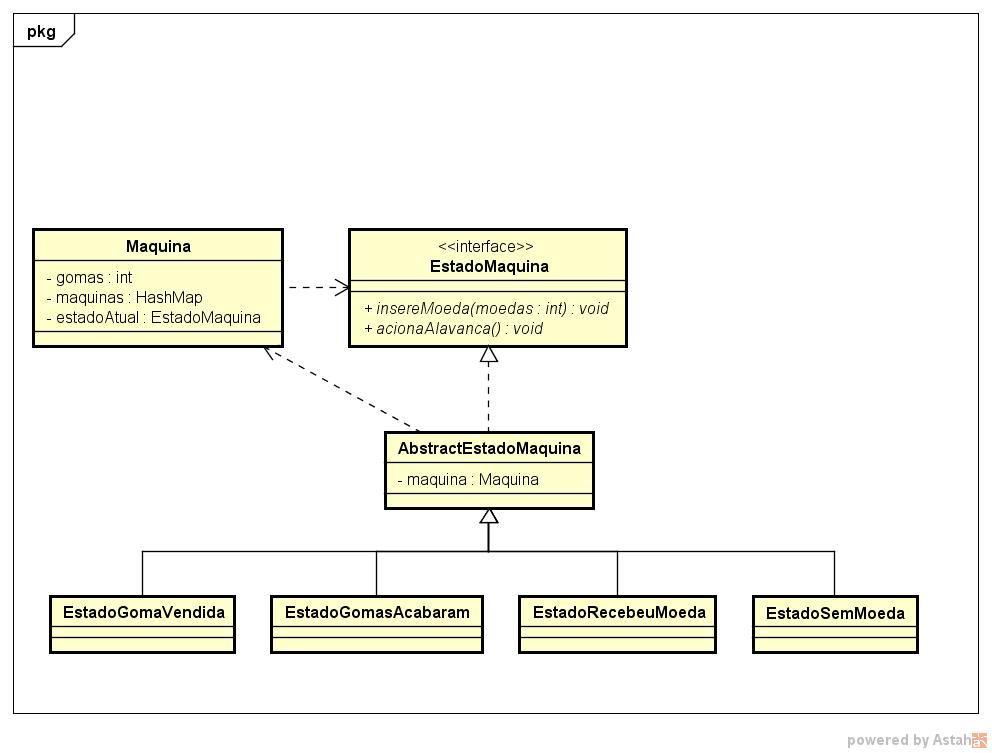 pkg
Maquina
- gomas : int
- maquinas : HashMap
- estadoAtual : EstadoMaquina
<<interface>>
EstadoMaquina
+ insereMoeda(moedas : int) : void
+ acionaAlavanca() : void
AbstractEstadoMaquina
- maquina : Maquina
EstadoGomaVendida
EstadoGomasAcabaram
EstadoRecebeuMoeda
EstadoSemMoeda
powered by Astah